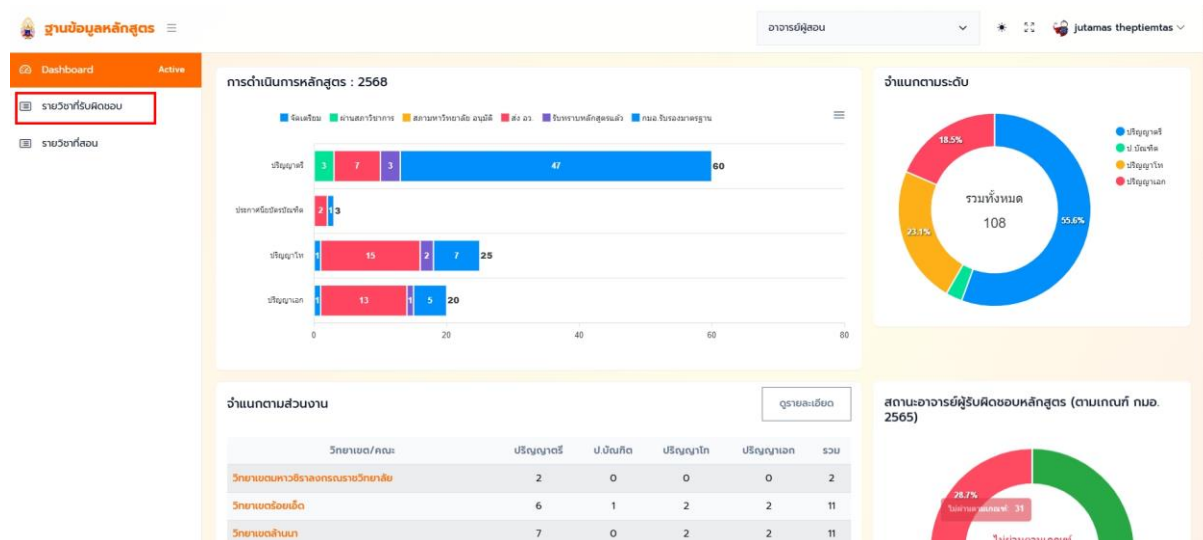 ฐานข้อมูลหลักสูตร
อาจารย์ผู้สอน
jutamas theptiemtas
Dashboard Active
รายวิชาที่รับผิดชอบ
รายวิชาที่สอน
การดำเนินการหลักสูตร : 2568
จัดเตรียม ผ่านสภาวิชาการ สภามหาวิทยาลัย อนุมัติ ส่ง อว. รับทราบหลักสูตรแล้ว กมอ รับรองมาตรฐาน
ปริญญาตรี 3 7 3 47 60
ประกาศนียบัตรบัณฑิต 2 1 3
ปริญญาโท 1 15 2 7 25
ปริญญาเอก 1 13 1 5 20
0 20 40 60 80
จำแนกตามระดับ
18.5%
23.1%
55.6%
รวมทั้งหมด
108
ปริญญาตรี
ป.บัณฑิต
ปริญญาโท
ปริญญาเอก
จำแนกตามส่วนงาน
ดูรายละเอียด
วิทยาเขต/คณะ ปริญญาตรี ป.บัณฑิต ปริญญาโท ปริญญาเอก รวม
วิทยาเขตมหาวชิราลงกรณราชวิทยาลัย 2 0 0 0 2
วิทยาเขตร้อยเอ็ด 6 1 2 2 11
วิทยาเขตล้านนา 7 0 2 2 11
สถานะอาจารย์ผู้รับผิดชอบหลักสูตร (ตามเกณฑ์ กมอ.
2565)
28.7%
ไม่ผ่านตามเกณฑ์: 31